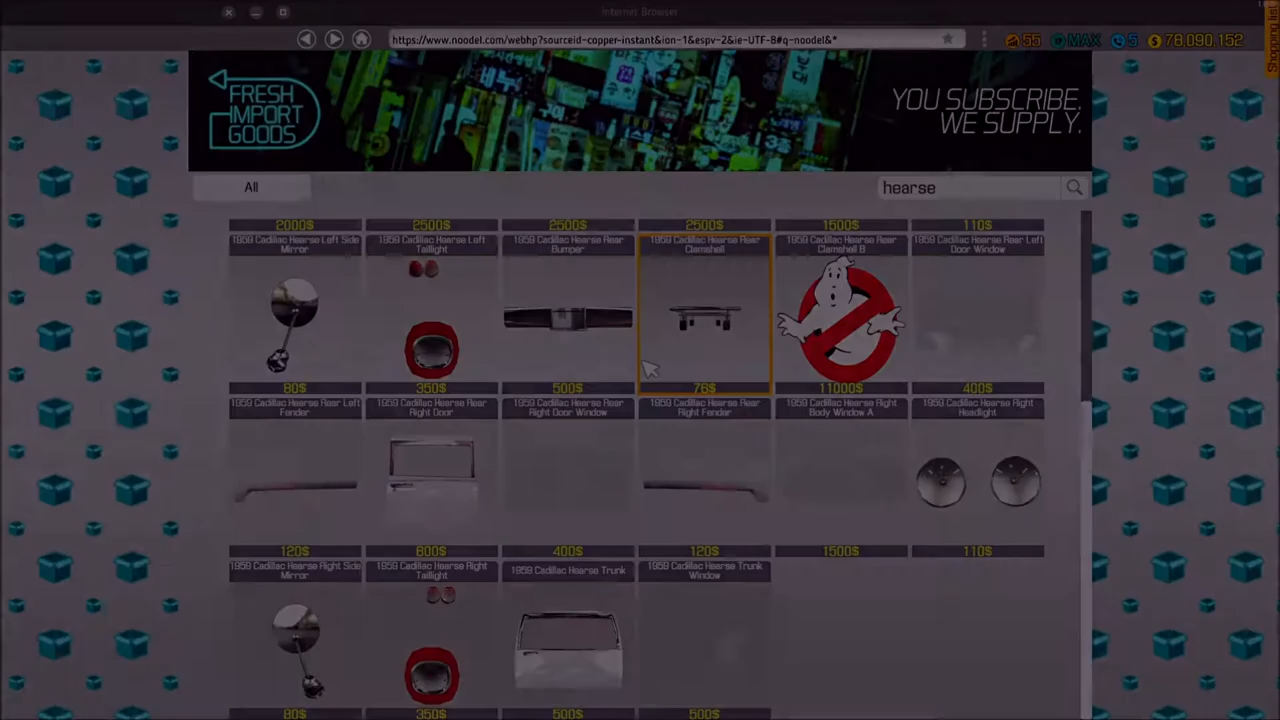 Internet Browser
https://www.noodel.com/webhp?sourceid-copper-instant&ion-1&espv-2&ie-UTF-8#q-noodel&*
55
MAX
5
78,090,152
Shopping list
FRESH
IMPORT
GOODS
YOU SUBSCRIBE.
WE SUPPLY.
All
hearse
2000$
2500$
2500$
2500$
1500$
110$
1959 Cadillac Hearse Left Side
Mirror
1959 Cadillac Hearse Left
Taillight
1959 Cadillac Hearse Rear
Bumper
1959 Cadillac Hearse Rear
Clamshell
1959 Cadillac Hearse Rear
Clamshell B
1959 Cadillac Hearse Rear Left
Door Window
80$
350$
500$
76$
11000$
400$
1959 Cadillac Hearse Rear Left
Fender
1959 Cadillac Hearse Rear
Right Door
1959 Cadillac Hearse Rear
Right Door Window
1959 Cadillac Hearse Rear
Right Fender
1959 Cadillac Hearse Right
Body Window A
1959 Cadillac Hearse Right
Headlight
120$
600$
400$
120$
1500$
110$
1959 Cadillac Hearse Right Side
Mirror
1959 Cadillac Hearse Right
Taillight
1959 Cadillac Hearse Trunk
1959 Cadillac Hearse Trunk
Window
80$
350$
500$
500$